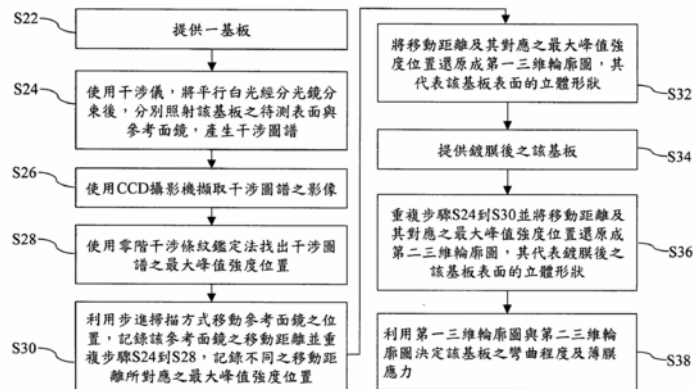 S22
提供一基板
S24
使用干涉儀，將平行白光經分光鏡分
束後，分別照射該基板之待測表面與
參考面鏡，產生干涉圖譜
S26
使用CCD攝影機擷取干涉圖譜之影像
S28
使用零階干涉條紋鑑定法找出干涉圖
譜之最大峰值強度位置
S30
利用步進掃描方式移動參考面鏡之位
置，記錄該參考面鏡之移動距離並重
複步驟S24到S28，記錄不同之移動距
離所對應之最大峰值強度位置
將移動距離及其對應之最大峰值強
度位置還原成第一三維輪廓圖，其
代表該基板表面的立體形狀
S32
提供鍍膜後之該基板
S34
重複步驟S24到S30並將移動距離及
其對應之最大峰值強度位置還原成
第二三維輪廓圖，其代表鍍膜後之
該基板表面的立體形狀
S36
利用第一三維輪廓圖與第二三維輪
廓圖決定該基板之彎曲程度及薄膜
應力
S38